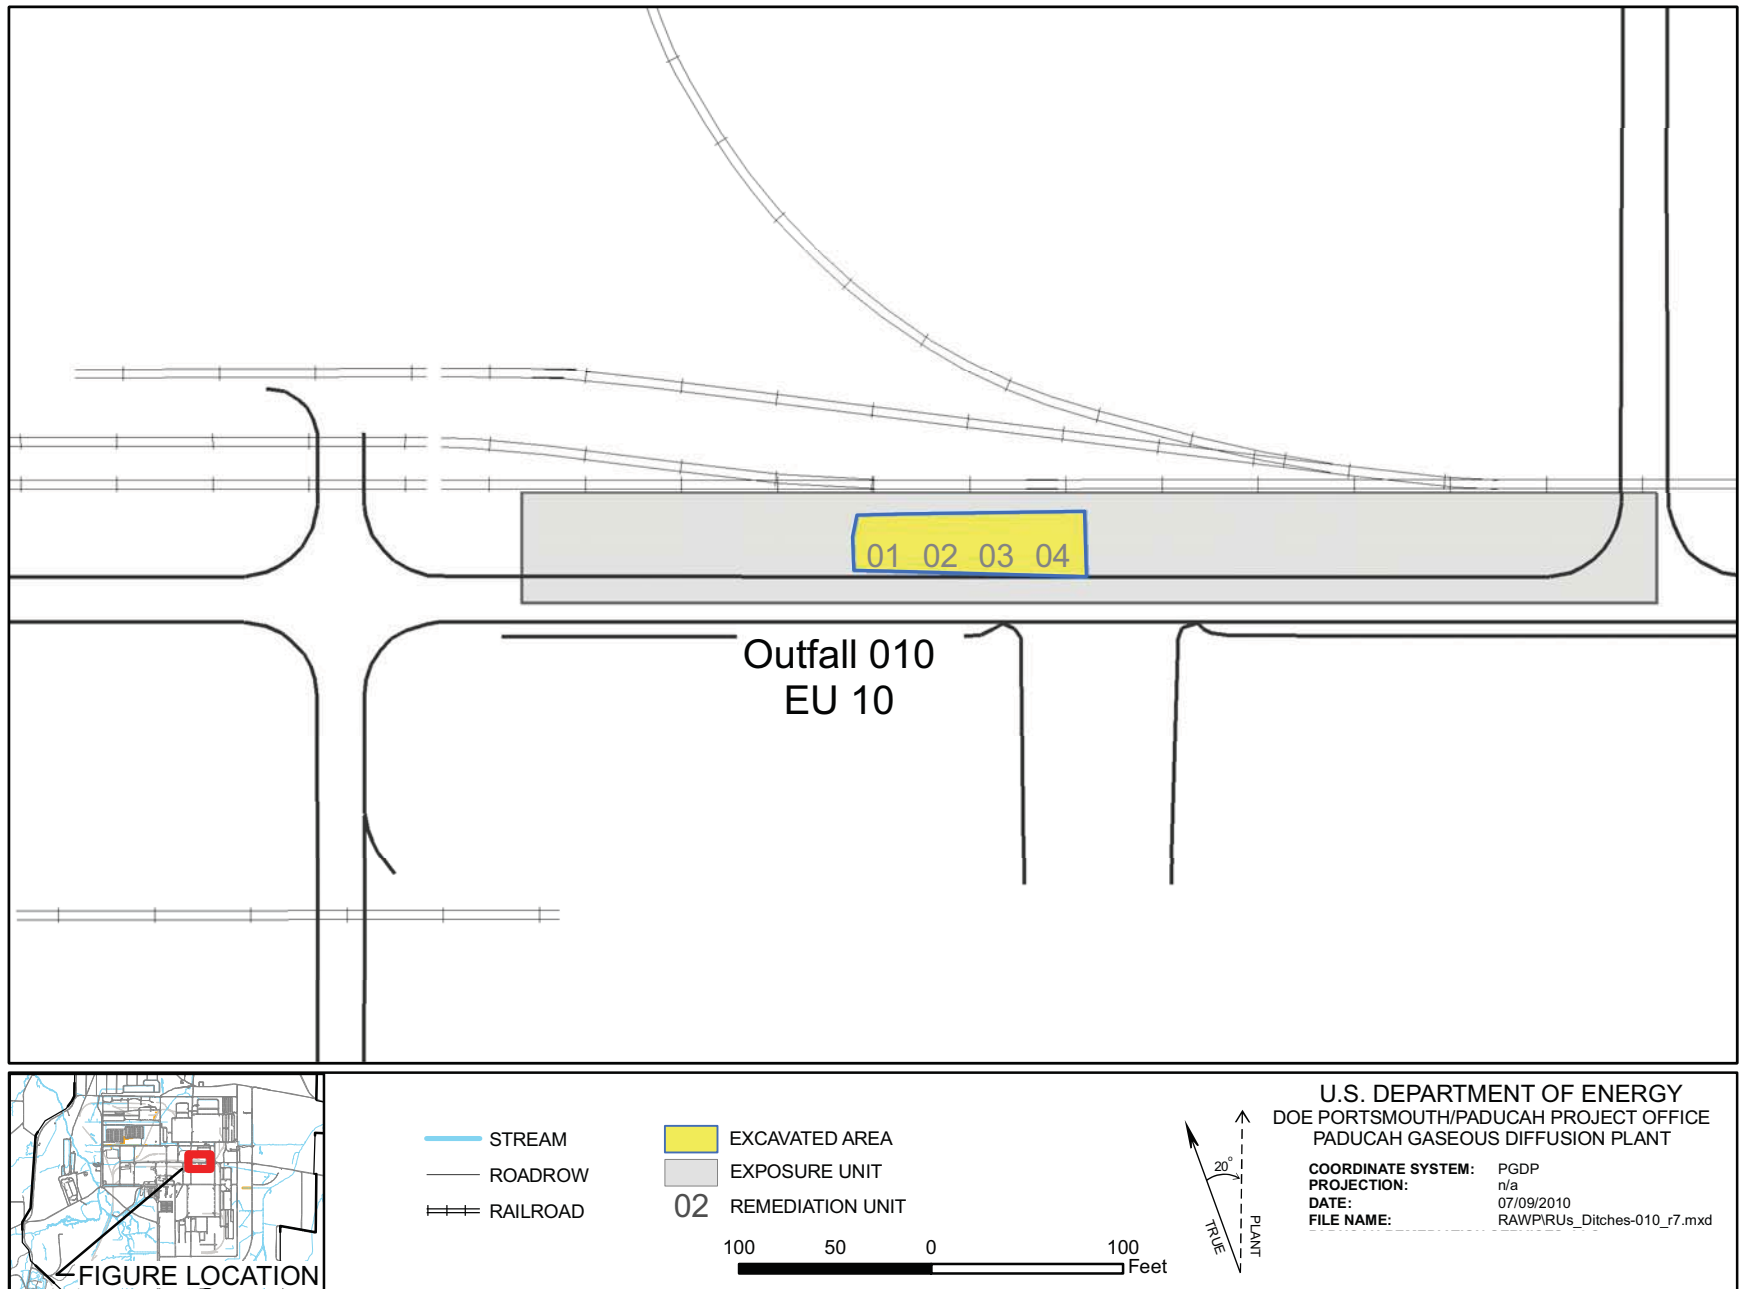 01 02 03 04
Outfall 010
EU 10
FIGURE LOCATION
STREAM
ROADROW
RAILROAD
EXCAVATED AREA
EXPOSURE UNIT
02 REMEDIATION UNIT
100 50 0 100
Feet
20°
TRUE
PLANT
U.S. DEPARTMENT OF ENERGY
DOE PORTSMOUTH/PADUCAH PROJECT OFFICE
PADUCAH GASEOUS DIFFUSION PLANT
COORDINATE SYSTEM: PGDP
PROJECTION: n/a
DATE: 07/09/2010
FILE NAME: RAWP\RUs_Ditches-010_r7.mxd